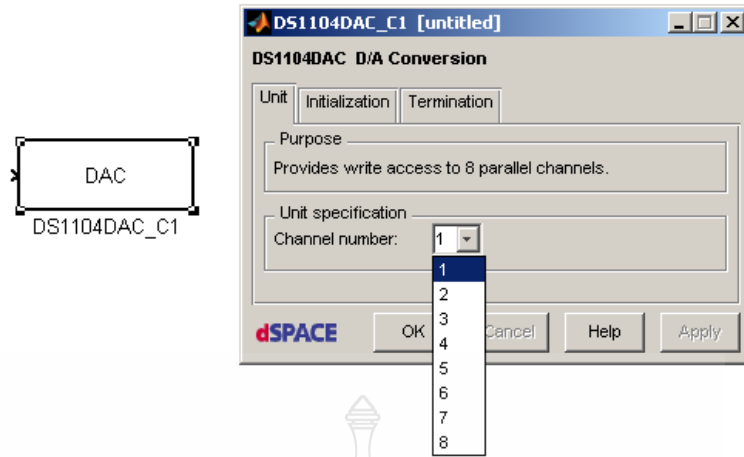 DS1104DAC_C1 [untitled]
DS1104DAC D/A Conversion
Unit Initialization Termination
Purpose
Provides write access to 8 parallel channels.
DAC
DS1104DAC_C1
Unit specification
Channel number: 1
1
2
3
4
5
6
7
8
dSPACE OK Cancel Help Apply